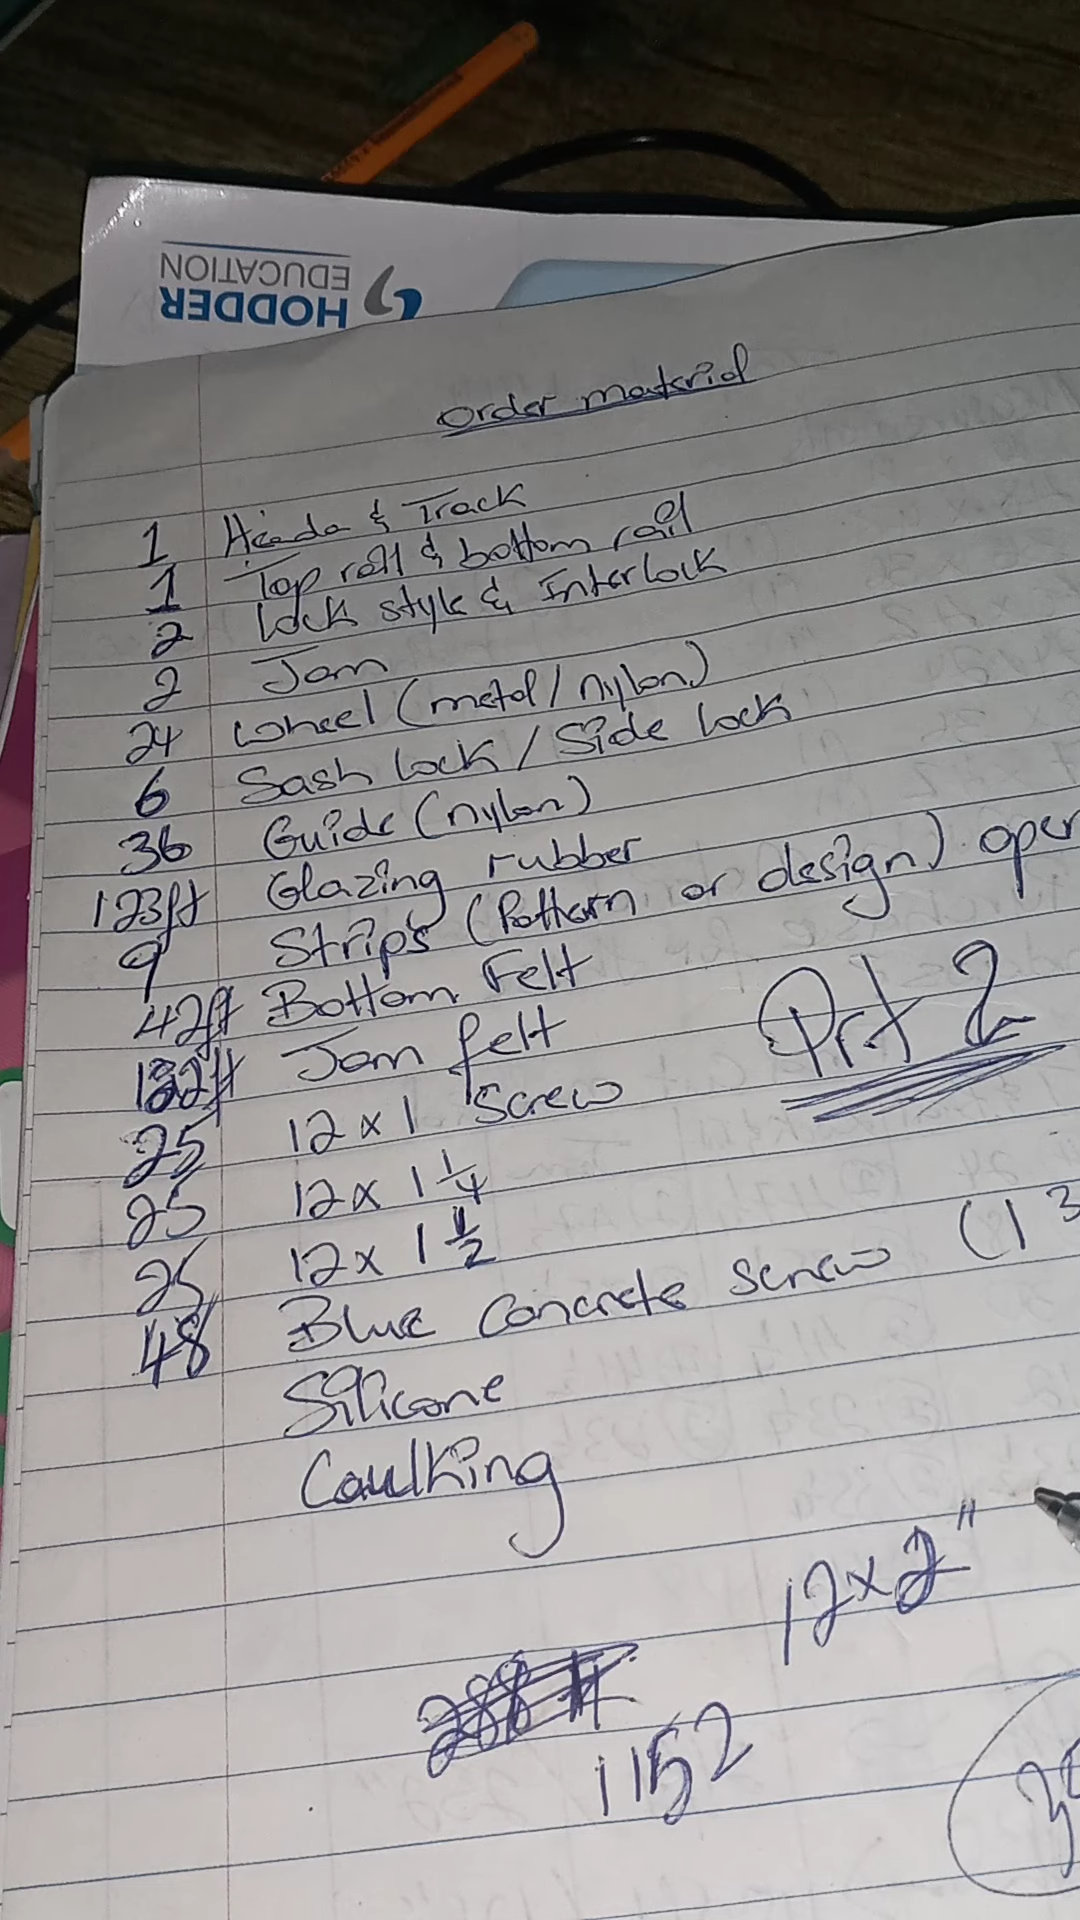 HODDER
EDUCATION
Order material
1 Heada & Track
1 Top rail & bottom rail
2 Lock style & Interlock
2 Jam
24 Wheel (metal/nylon)
6 Sash lock / Side lock
36 Guide (nylon)
123ft Glazing rubber
9 Strips (Pattern or design) oper
42ft Bottom Felt
Jam felt
25 12 x 1 Screw
25 12 x 1 1/4
25 12 x 1 1/2
48 Blue Concrete screw (1 3
Silicone
Caulking
Prt 2
12 x 2"
1152